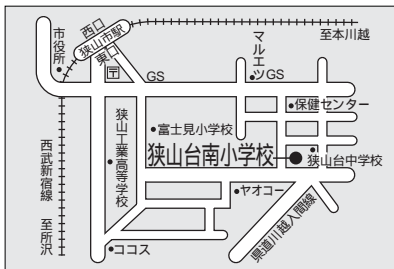 西口
狭山市駅
東口
市役所
至本川越
マルエツ
GS
GS
保健センター
富士見小学校
狭山工業高等学校
狭山台南小学校
狭山台中学校
西武新宿線 至所沢
ヤオコー
ココス
県道川越入間線